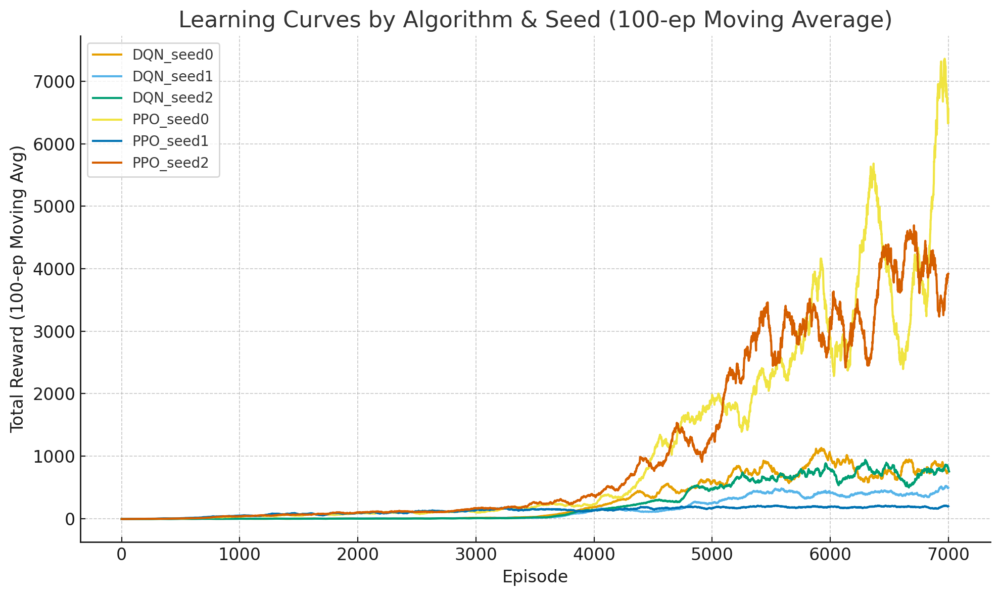 Learning Curves by Algorithm & Seed (100-ep Moving Average)
DQN_seed0
DQN_seed1
DQN_seed2
PPO_seed0
PPO_seed1
PPO_seed2
Total Reward (100-ep Moving Avg)
7000
6000
5000
4000
3000
2000
1000
0
0 1000 2000 3000 4000 5000 6000 7000
Episode